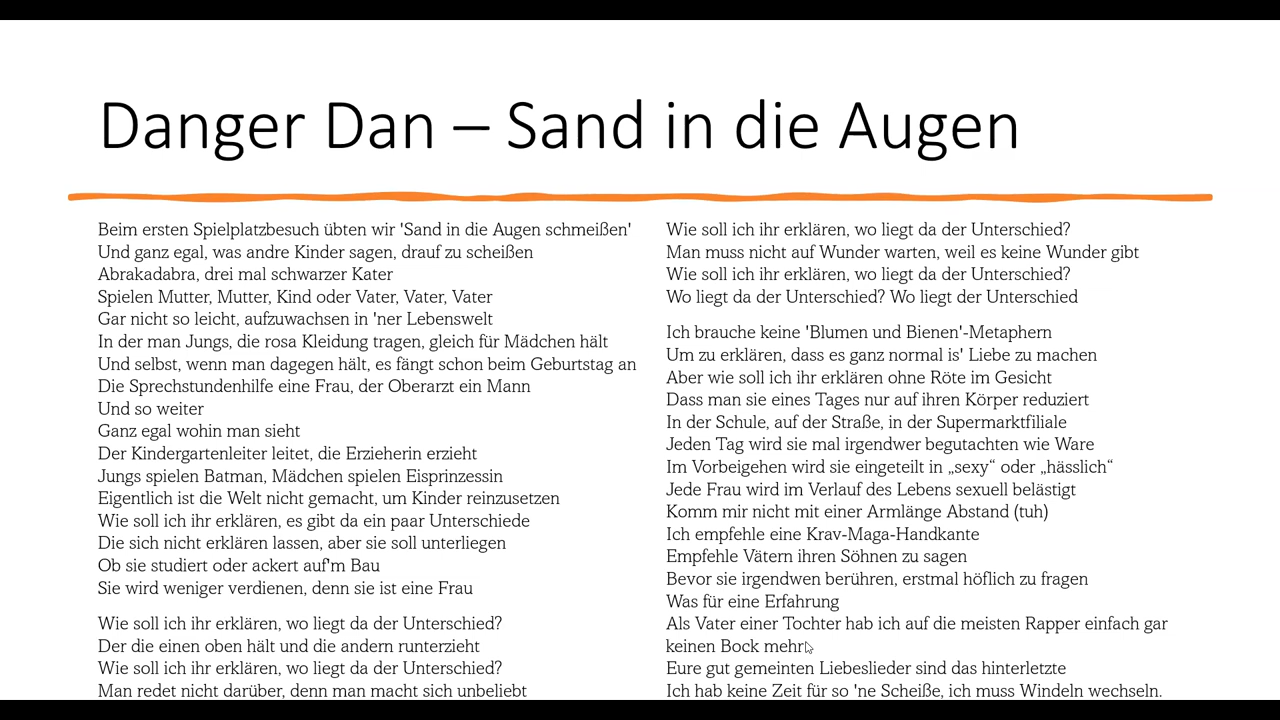 Danger Dan – Sand in die Augen
Beim ersten Spielplatzbesuch übten wir 'Sand in die Augen schmeißen'
Und ganz egal, was andre Kinder sagen, drauf zu scheißen
Abrakadabra, drei mal schwarzer Kater
Spielen Mutter, Mutter, Kind oder Vater, Vater, Vater
Gar nicht so leicht, aufzuwachsen in 'ner Lebenswelt
In der man Jungs, die rosa Kleidung tragen, gleich für Mädchen hält
Und selbst, wenn man dagegen hält, es fängt schon beim Geburtstag an
Die Sprechstundenhilfe eine Frau, der Oberarzt ein Mann
Und so weiter
Ganz egal wohin man sieht
Der Kindergartenleiter leitet, die Erzieherin erzieht
Jungs spielen Batman, Mädchen spielen Eisprinzessin
Eigentlich ist die Welt nicht gemacht, um Kinder reinzusetzen
Wie soll ich ihr erklären, es gibt da ein paar Unterschiede
Die sich nicht erklären lassen, aber sie soll unterliegen
Ob sie studiert oder ackert auf'm Bau
Sie wird weniger verdienen, denn sie ist eine Frau
Wie soll ich ihr erklären, wo liegt da der Unterschied?
Der die einen oben hält und die andern runterzieht
Wie soll ich ihr erklären, wo liegt da der Unterschied?
Man redet nicht darüber, denn man macht sich unbeliebt
Wie soll ich ihr erklären, wo liegt da der Unterschied?
Man muss nicht auf Wunder warten, weil es keine Wunder gibt
Wie soll ich ihr erklären, wo liegt da der Unterschied?
Wo liegt da der Unterschied? Wo liegt der Unterschied
Ich brauche keine 'Blumen und Bienen'-Metaphern
Um zu erklären, dass es ganz normal is' Liebe zu machen
Aber wie soll ich ihr erklären ohne Röte im Gesicht
Dass man sie eines Tages nur auf ihren Körper reduziert
In der Schule, auf der Straße, in der Supermarktfiliale
Jeden Tag wird sie mal irgendwer begutachten wie Ware
Im Vorbeigehen wird sie eingeteilt in „sexy“ oder „hässlich“
Jede Frau wird im Verlauf des Lebens sexuell belästigt
Komm mir nicht mit einer Armlänge Abstand (tuh)
Ich empfehle eine Krav-Maga-Handkante
Empfehle Vätern ihren Söhnen zu sagen
Bevor sie irgendwen berühren, erstmal höflich zu fragen
Was für eine Erfahrung
Als Vater einer Tochter hab ich auf die meisten Rapper einfach gar
keinen Bock mehr
Eure gut gemeinten Liebeslieder sind das hinterletzte
Ich hab keine Zeit für so 'ne Scheiße, ich muss Windeln wechseln.